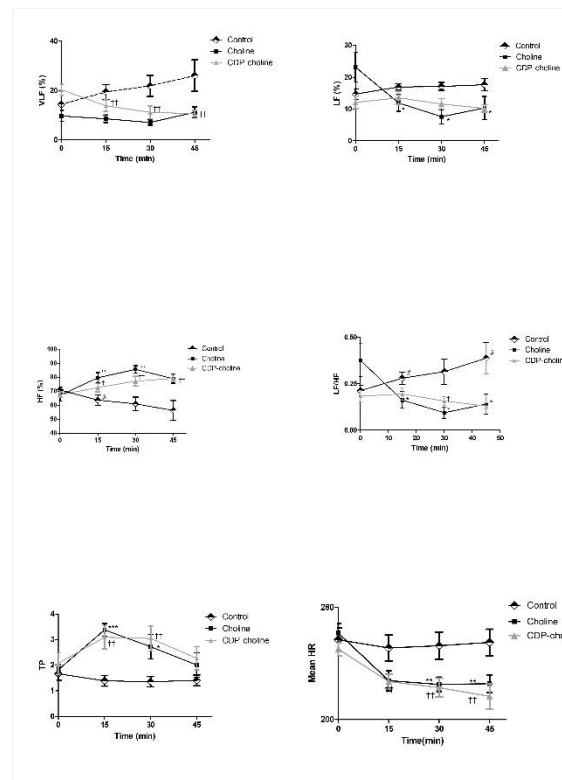 Control
Choline
CDP choline
VLF (%)
60
40
20
0
††
††
††
0 15 30 45
Time (min)
Control
Choline
CDP choline
LF (%)
30
20
10
0
*
*
*
0 15 30 45
Time (min)
Control
Choline
CDP-choline
HF (%)
100
90
80
70
60
50
40
**
**
†
††
**
#
0 15 30 45
Time (min)
Control
Choline
CDP-choline
LF/HF
0.50
0.25
0.00
#
#
*
†
*
0 10 20 30 40 50
Time (min)
Control
Choline
CDP choline
TP
4
3
2
1
0
***
††
††
*
0 15 30 45
Time (min)
Control
Choline
CDP-cho
Mean HR
280
200
††
**
**
††
††
0 15 30 45
Time(min)